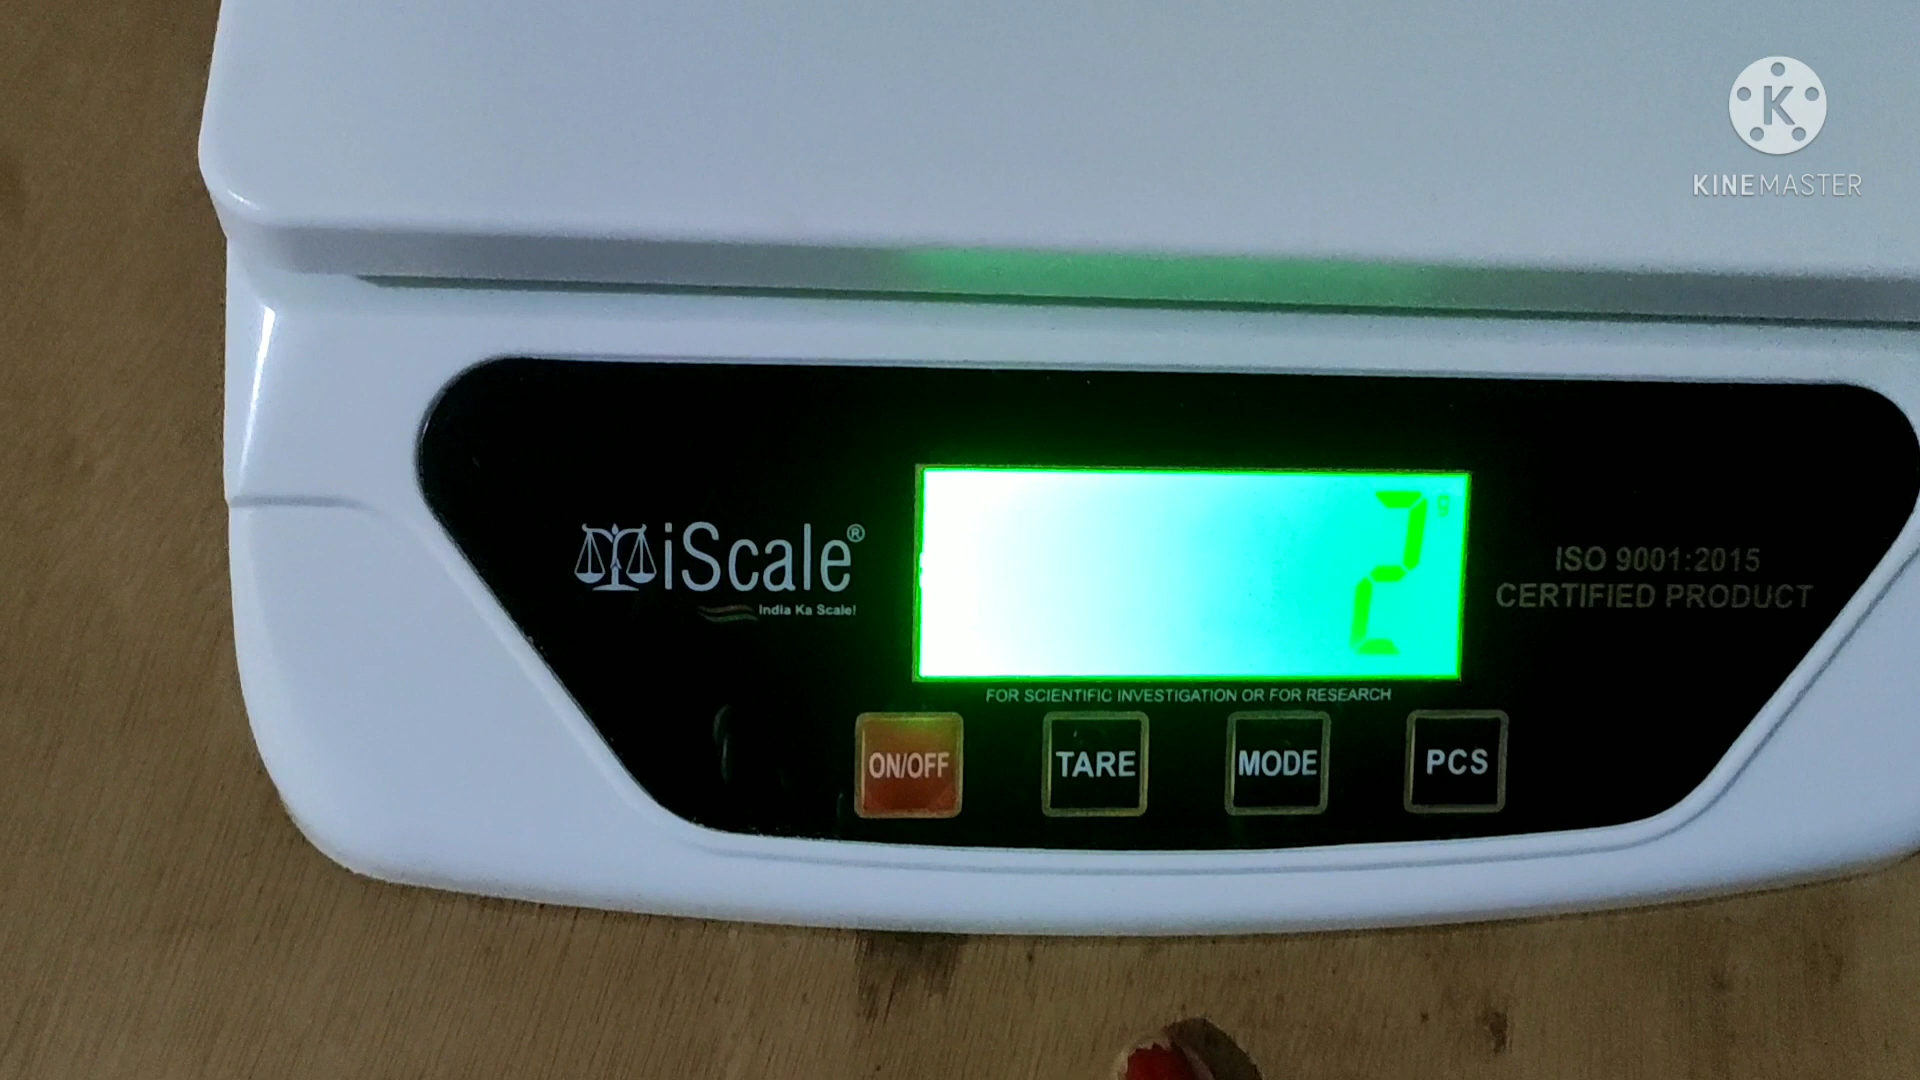 K
KINEMASTER
2 g
iScale®
India Ka Scale!
ISO 9001:2015
CERTIFIED PRODUCT
FOR SCIENTIFIC INVESTIGATION OR FOR RESEARCH
ON/OFF
TARE
MODE
PCS